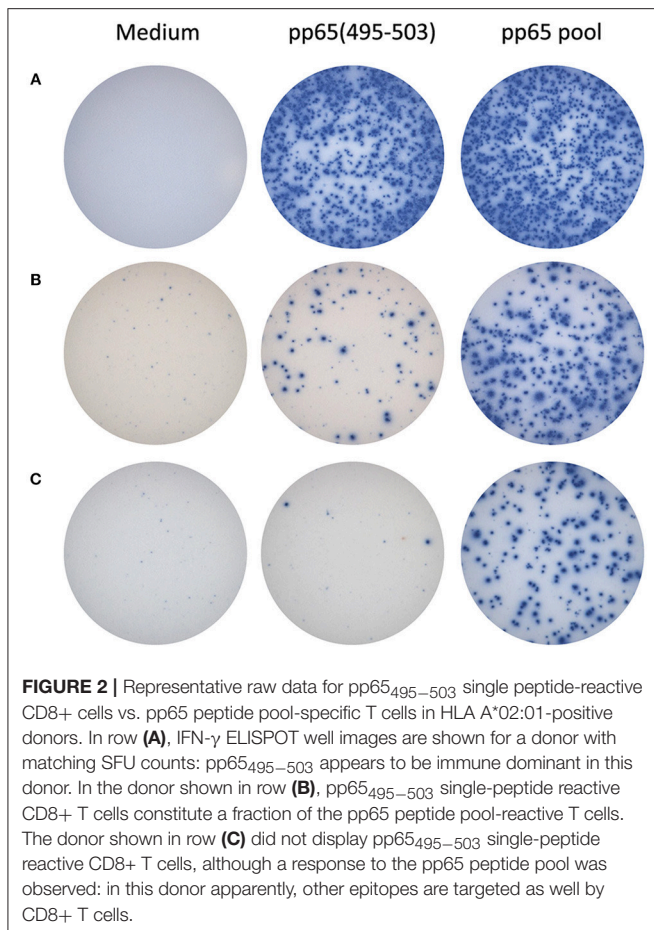 Medium pp65(495-503) pp65 pool
A
B
C
FIGURE 2 | Representative raw data for pp65₄₉₅₋₅₀₃ single peptide-reactive
CD8+ cells vs. pp65 peptide pool-specific T cells in HLA A*02:01-positive
donors. In row (A), IFN-γ ELISPOT well images are shown for a donor with
matching SFU counts: pp65₄₉₅₋₅₀₃ appears to be immune dominant in this
donor. In the donor shown in row (B), pp65₄₉₅₋₅₀₃ single-peptide reactive
CD8+ T cells constitute a fraction of the pp65 peptide pool-reactive T cells.
The donor shown in row (C) did not display pp65₄₉₅₋₅₀₃ single-peptide
reactive CD8+ T cells, although a response to the pp65 peptide pool was
observed: in this donor apparently, other epitopes are targeted as well by
CD8+ T cells.